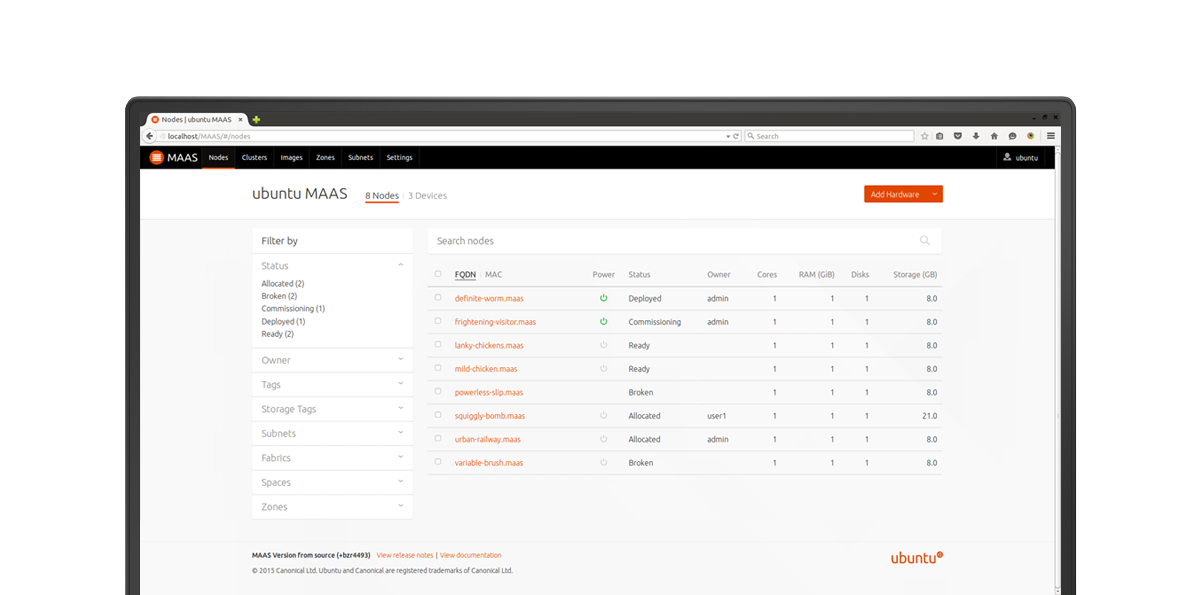 Nodes | ubuntu MAAS
localhost/MAAS/#/nodes
Search
MAAS Nodes Clusters Images Zones Subnets Settings ubuntu
ubuntu MAAS 8 Nodes 3 Devices Add Hardware
Filter by
Status
Allocated (2)
Broken (2)
Commissioning (1)
Deployed (1)
Ready (2)
Owner
Tags
Storage Tags
Subnets
Fabrics
Spaces
Zones
Search nodes
FQDN | MAC Power Status Owner Cores RAM (GiB) Disks Storage (GB)
definite-worm.maas Deployed admin 1 1 1 8.0
frightening-visitor.maas Commissioning admin 1 1 1 8.0
lanky-chickens.maas Ready 1 1 1 8.0
mild-chicken.maas Ready 1 1 1 8.0
powerless-slip.maas Broken 1 1 1 8.0
squiggly-bomb.maas Allocated user1 1 1 1 21.0
urban-railway.maas Allocated admin 1 1 1 8.0
variable-brush.maas Broken 1 1 1 8.0
MAAS Version from source (+bzr4493) View release notes | View documentation
© 2015 Canonical Ltd. Ubuntu and Canonical are registered trademarks of Canonical Ltd.
ubuntu